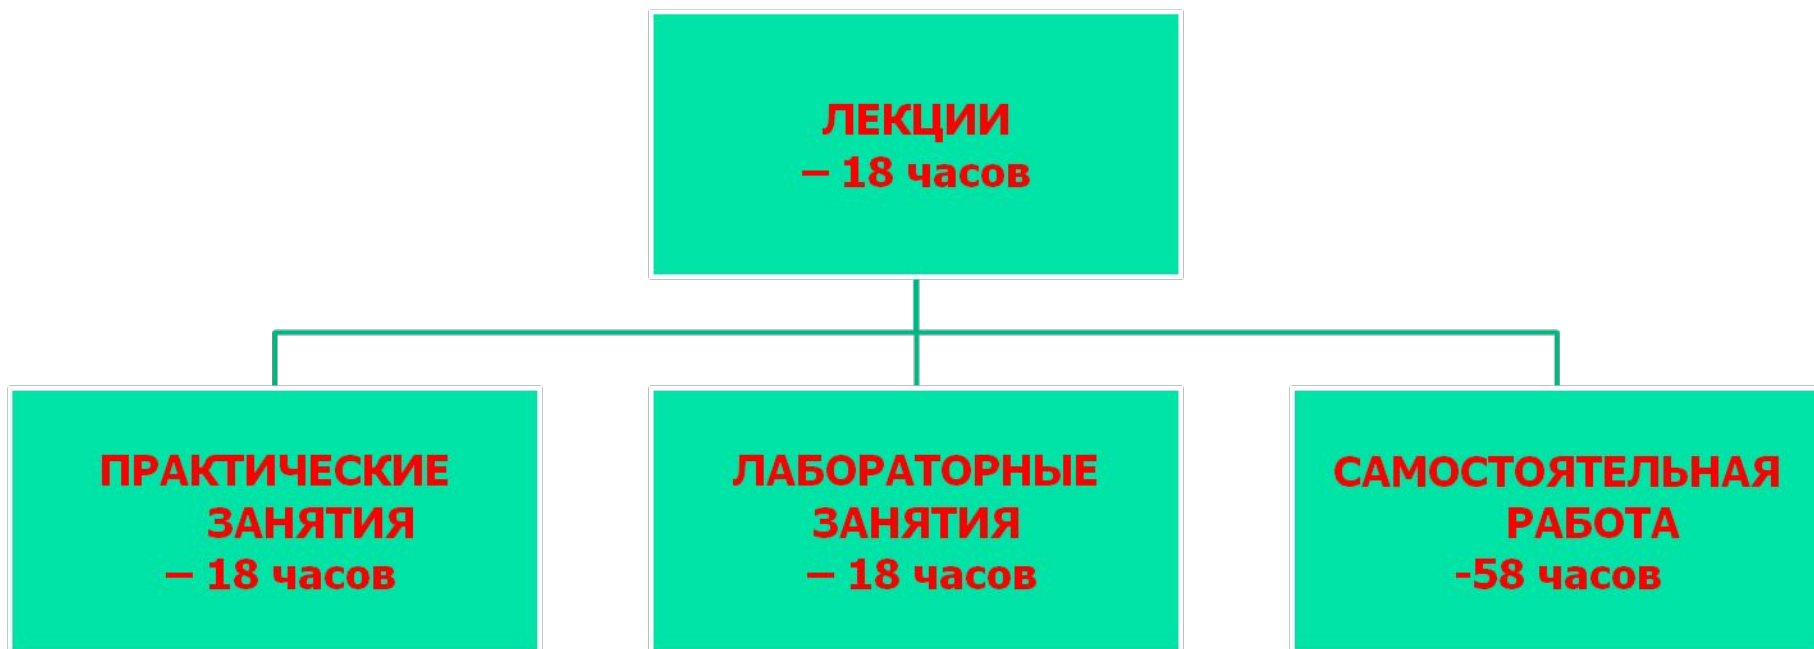 ЛЕКЦИИ
– 18 часов
ПРАКТИЧЕСКИЕ
ЗАНЯТИЯ
– 18 часов
ЛАБОРАТОРНЫЕ
ЗАНЯТИЯ
– 18 часов
САМОСТОЯТЕЛЬНАЯ
РАБОТА
-58 часов